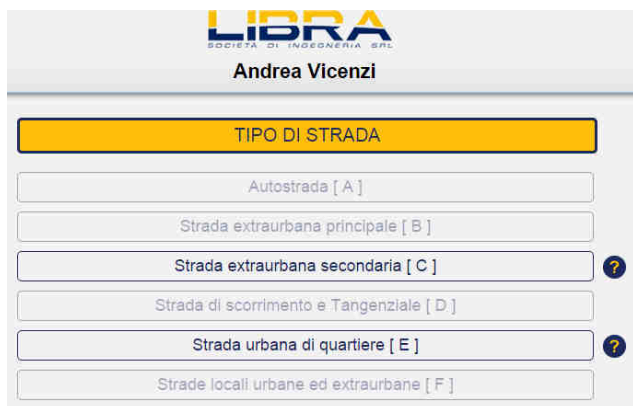 LIBRA
SOCIETÀ DI INGEGNERIA SRL
Andrea Vicenzi
TIPO DI STRADA
Autostrada [ A ]
Strada extraurbana principale [ B ]
Strada extraurbana secondaria [ C ]
?
Strada di scorrimento e Tangenziale [ D ]
Strada urbana di quartiere [ E ]
?
Strade locali urbane ed extraurbane [ F ]